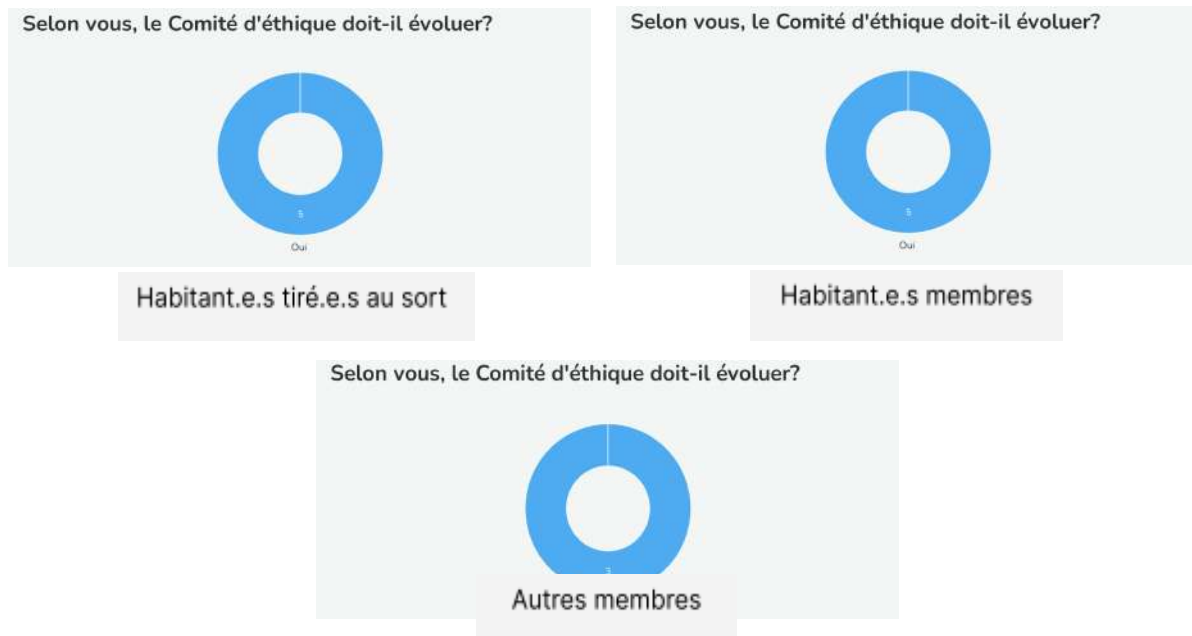 Selon vous, le Comité d'éthique doit-il évoluer?
5
Oui
Habitant.e.s tiré.e.s au sort
Selon vous, le Comité d'éthique doit-il évoluer?
5
Oui
Habitant.e.s membres
Selon vous, le Comité d'éthique doit-il évoluer?
3
Autres membres